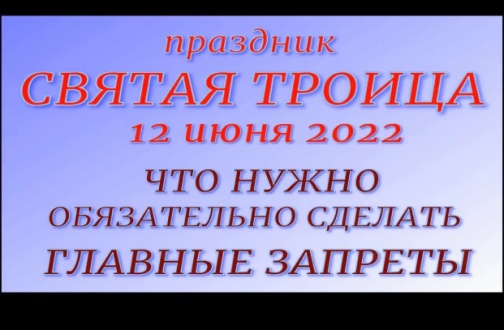 праздник
СВЯТАЯ ТРОИЦА
12 июня 2022
ЧТО НУЖНО
ОБЯЗАТЕЛЬНО СДЕЛАТЬ
ГЛАВНЫЕ ЗАПРЕТЫ